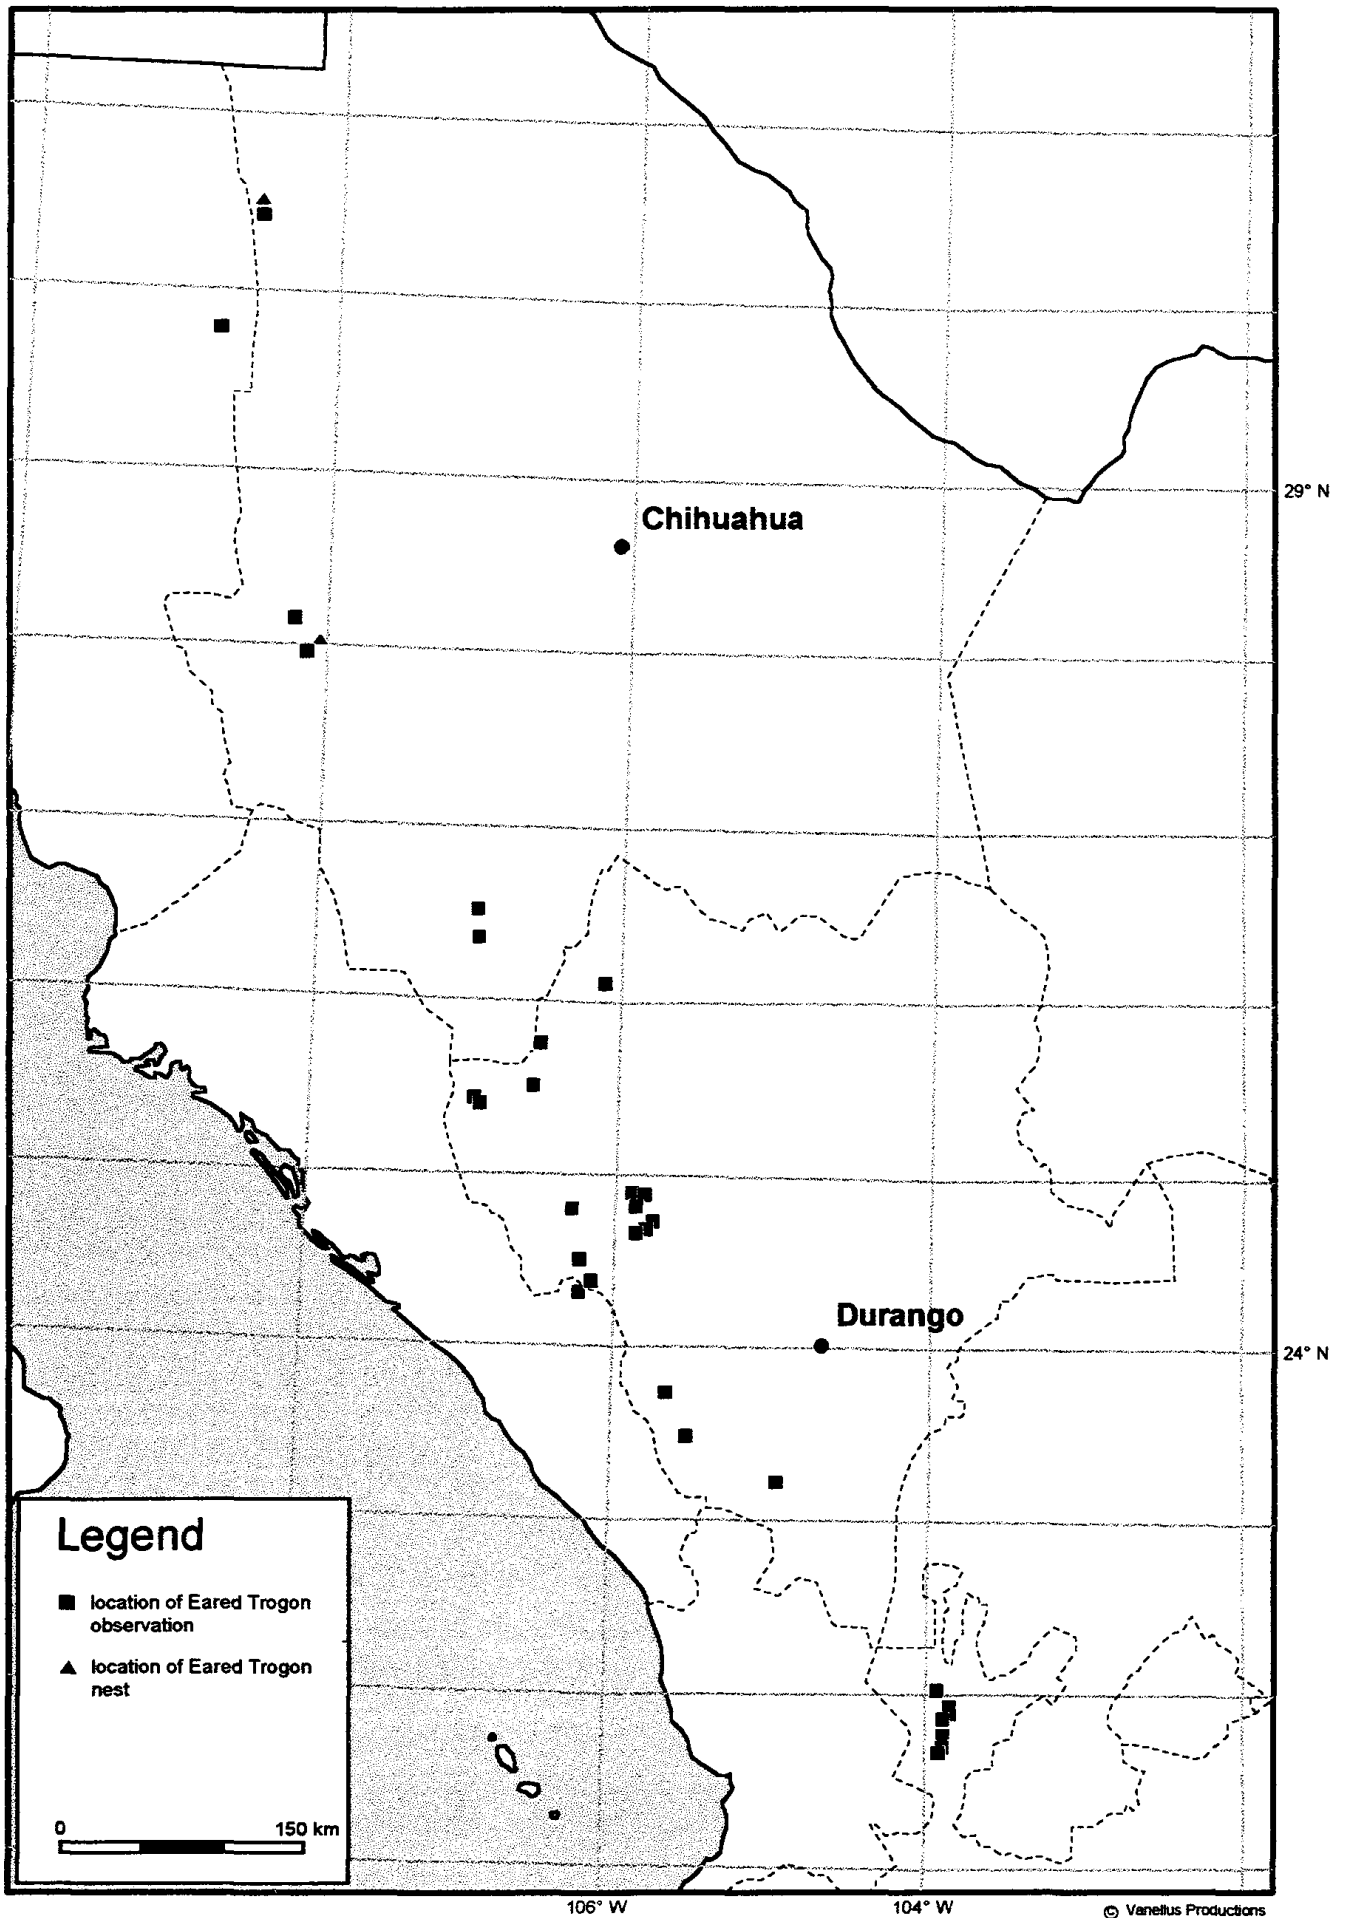 29° N
Chihuahua
Durango
24° N
Legend
location of Eared Trogon
observation
location of Eared Trogon
nest
0 150 km
106° W 104° W
© Vanellus Productions